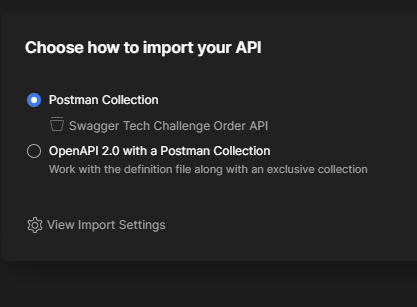 Choose how to import your API
Postman Collection
Swagger Tech Challenge Order API
OpenAPI 2.0 with a Postman Collection
Work with the definition file along with an exclusive collection
View Import Settings